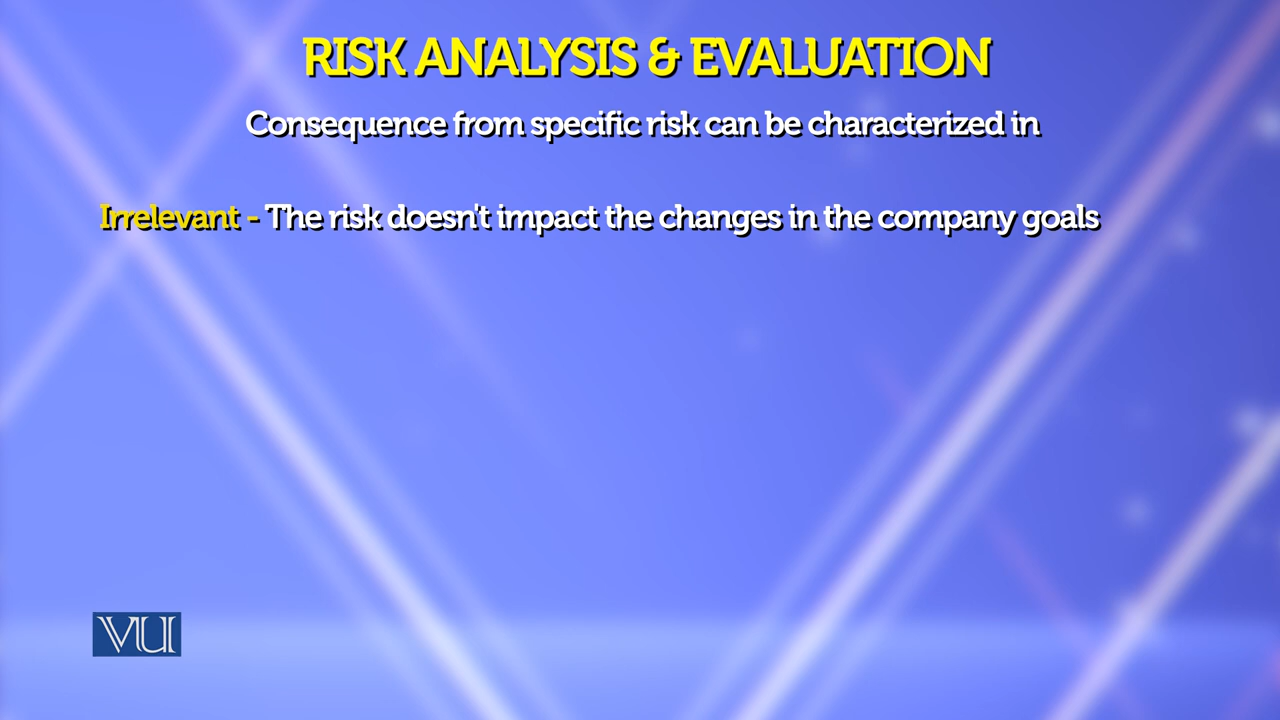 RISK ANALYSIS & EVALUATION
Consequence from specific risk can be characterized in
Irrelevant - The risk doesn't impact the changes in the company goals
VU